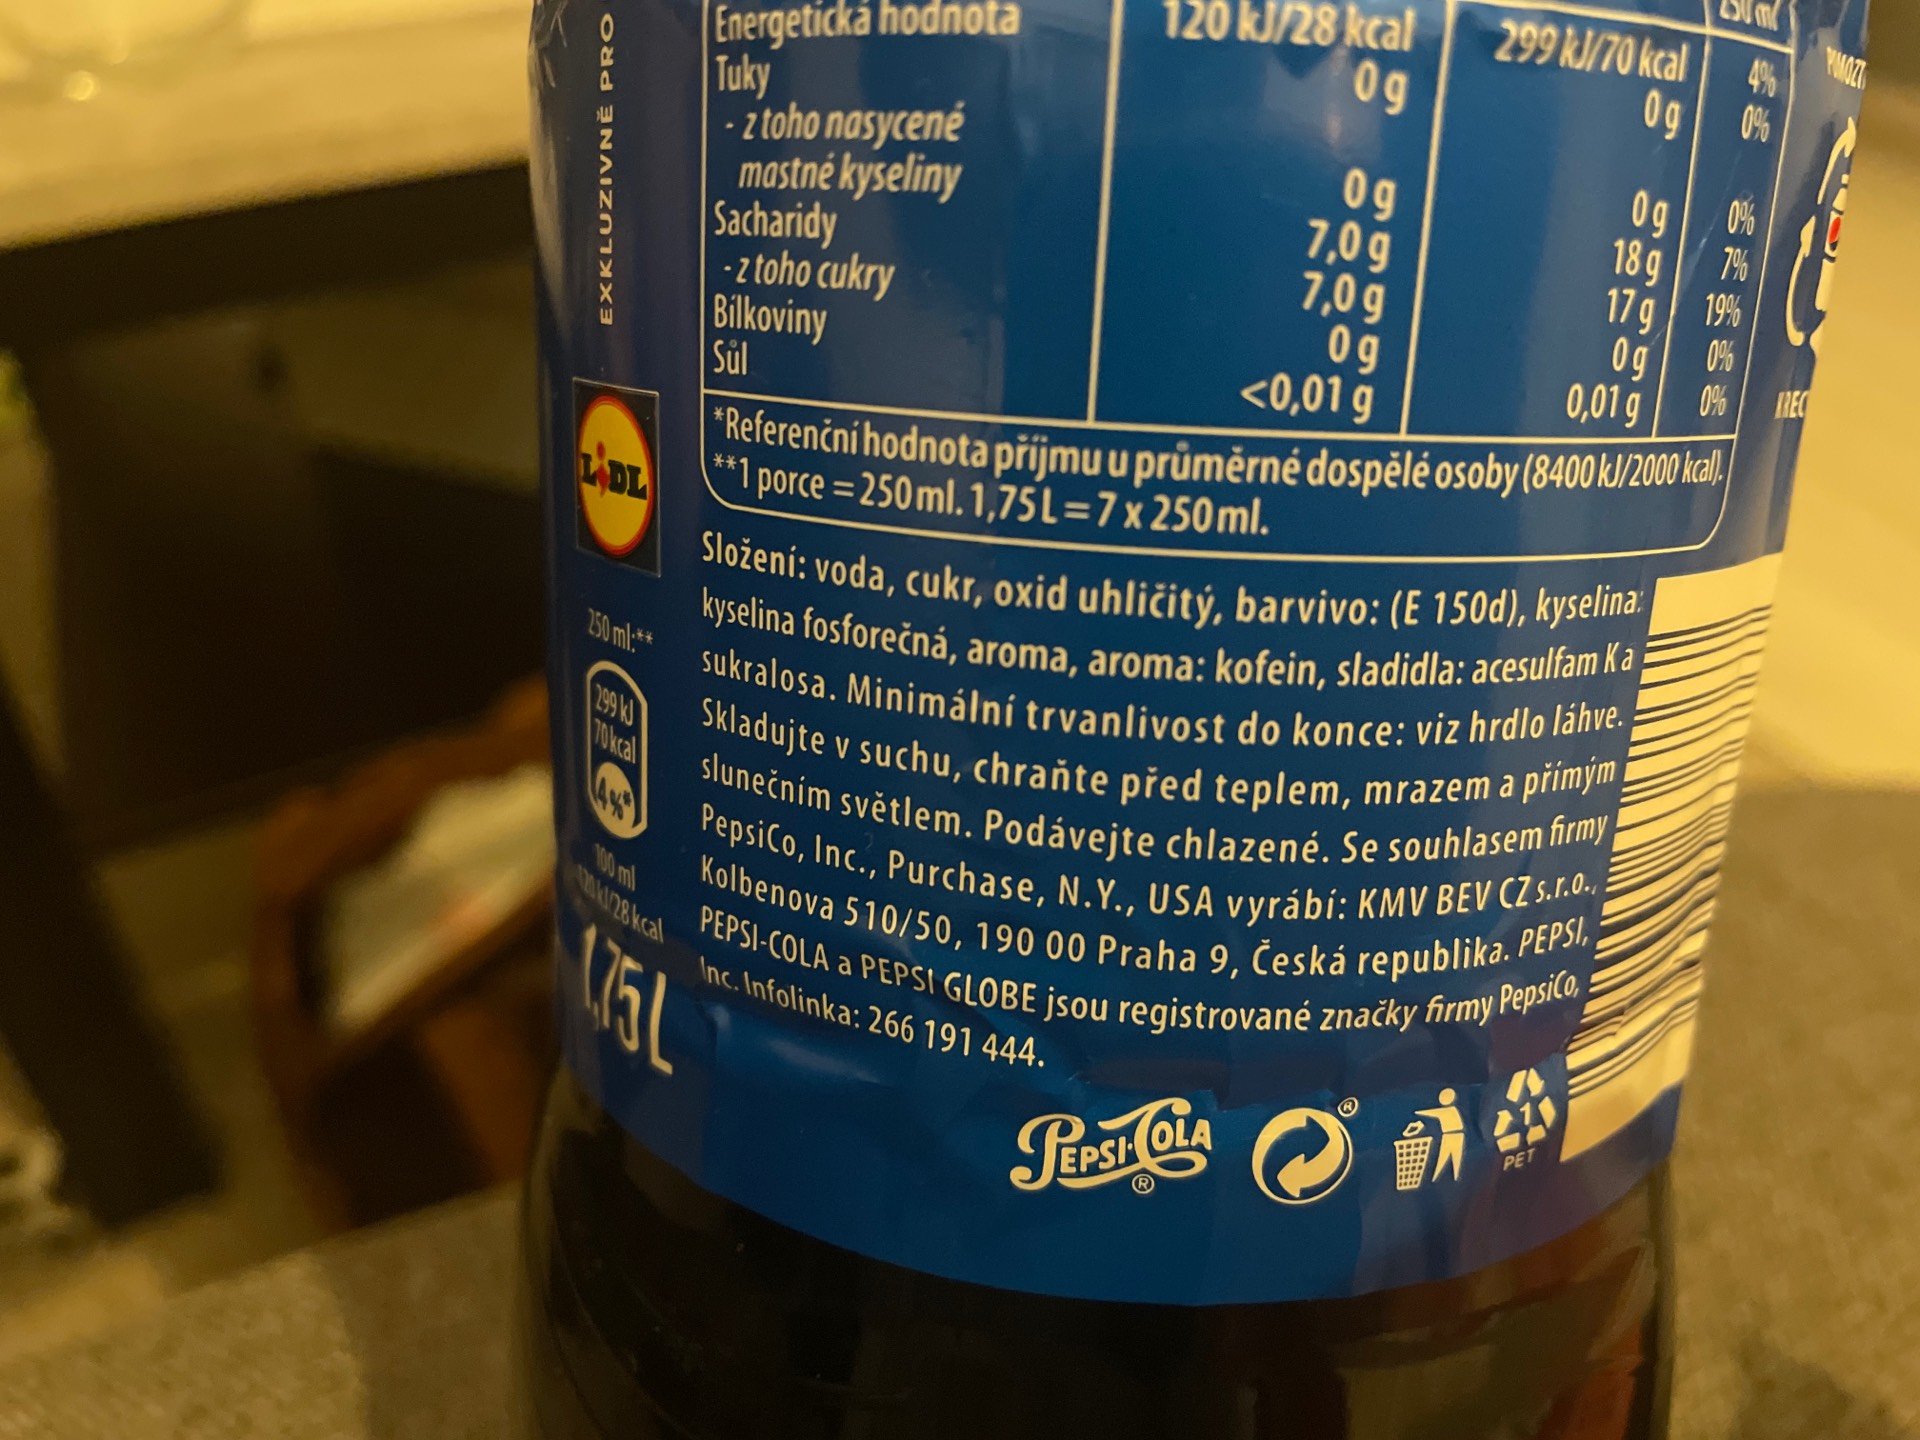 EXKLUZIVNĚ PRO
LIDL
250 ml:**
299 kJ
70 kcal
4%*
100 ml
120 kJ/28 kcal
1,75 L
250 ml
Energetická hodnota 120 kJ/28 kcal 299 kJ/70 kcal 4%
Tuky 0 g 0 g 0%
- z toho nasycené
mastné kyseliny 0 g 0 g 0%
Sacharidy 7,0 g 18 g 7%
- z toho cukry 7,0 g 17 g 19%
Bílkoviny 0 g 0 g 0%
Sůl <0,01 g 0,01 g 0%
*Referenční hodnota příjmu u průměrné dospělé osoby (8400 kJ/2000 kcal).
**1 porce = 250 ml. 1,75 L = 7 x 250 ml.
Složení: voda, cukr, oxid uhličitý, barvivo: (E 150d), kyselina:
kyselina fosforečná, aroma, aroma: kofein, sladidla: acesulfam K a
sukralosa. Minimální trvanlivost do konce: viz hrdlo láhve.
Skladujte v suchu, chraňte před teplem, mrazem a přímým
slunečním světlem. Podávejte chlazené. Se souhlasem firmy
PepsiCo, Inc., Purchase, N.Y., USA vyrábí: KMV BEV CZ s.r.o.,
Kolbenova 510/50, 190 00 Praha 9, Česká republika. PEPSI,
PEPSI-COLA a PEPSI GLOBE jsou registrované značky firmy PepsiCo,
Inc. Infolinka: 266 191 444.
PEPSI-COLA
®
®
1
PET